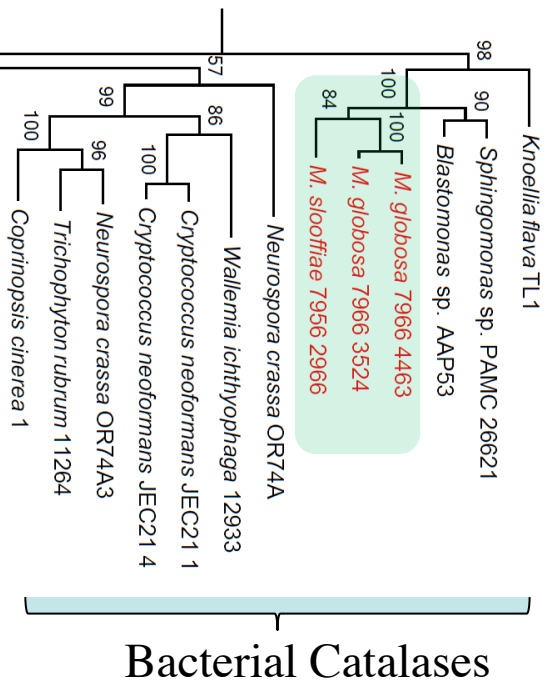 98
57
100
90
99
84
100
86
100
96
100
Knoellia flava TL1
Sphingomonas sp. PAMC 26621
Blastomonas sp. AAP53
M. globosa 7966 4463
M. globosa 7966 3524
M. slooffiae 7956 2966
Neurospora crassa OR74A
Wallemia ichthyophaga 12933
Cryptococcus neoformans JEC21 1
Cryptococcus neoformans JEC21 4
Neurospora crassa OR74A3
Trichophyton rubrum 11264
Coprinopsis cinerea 1
Bacterial Catalases